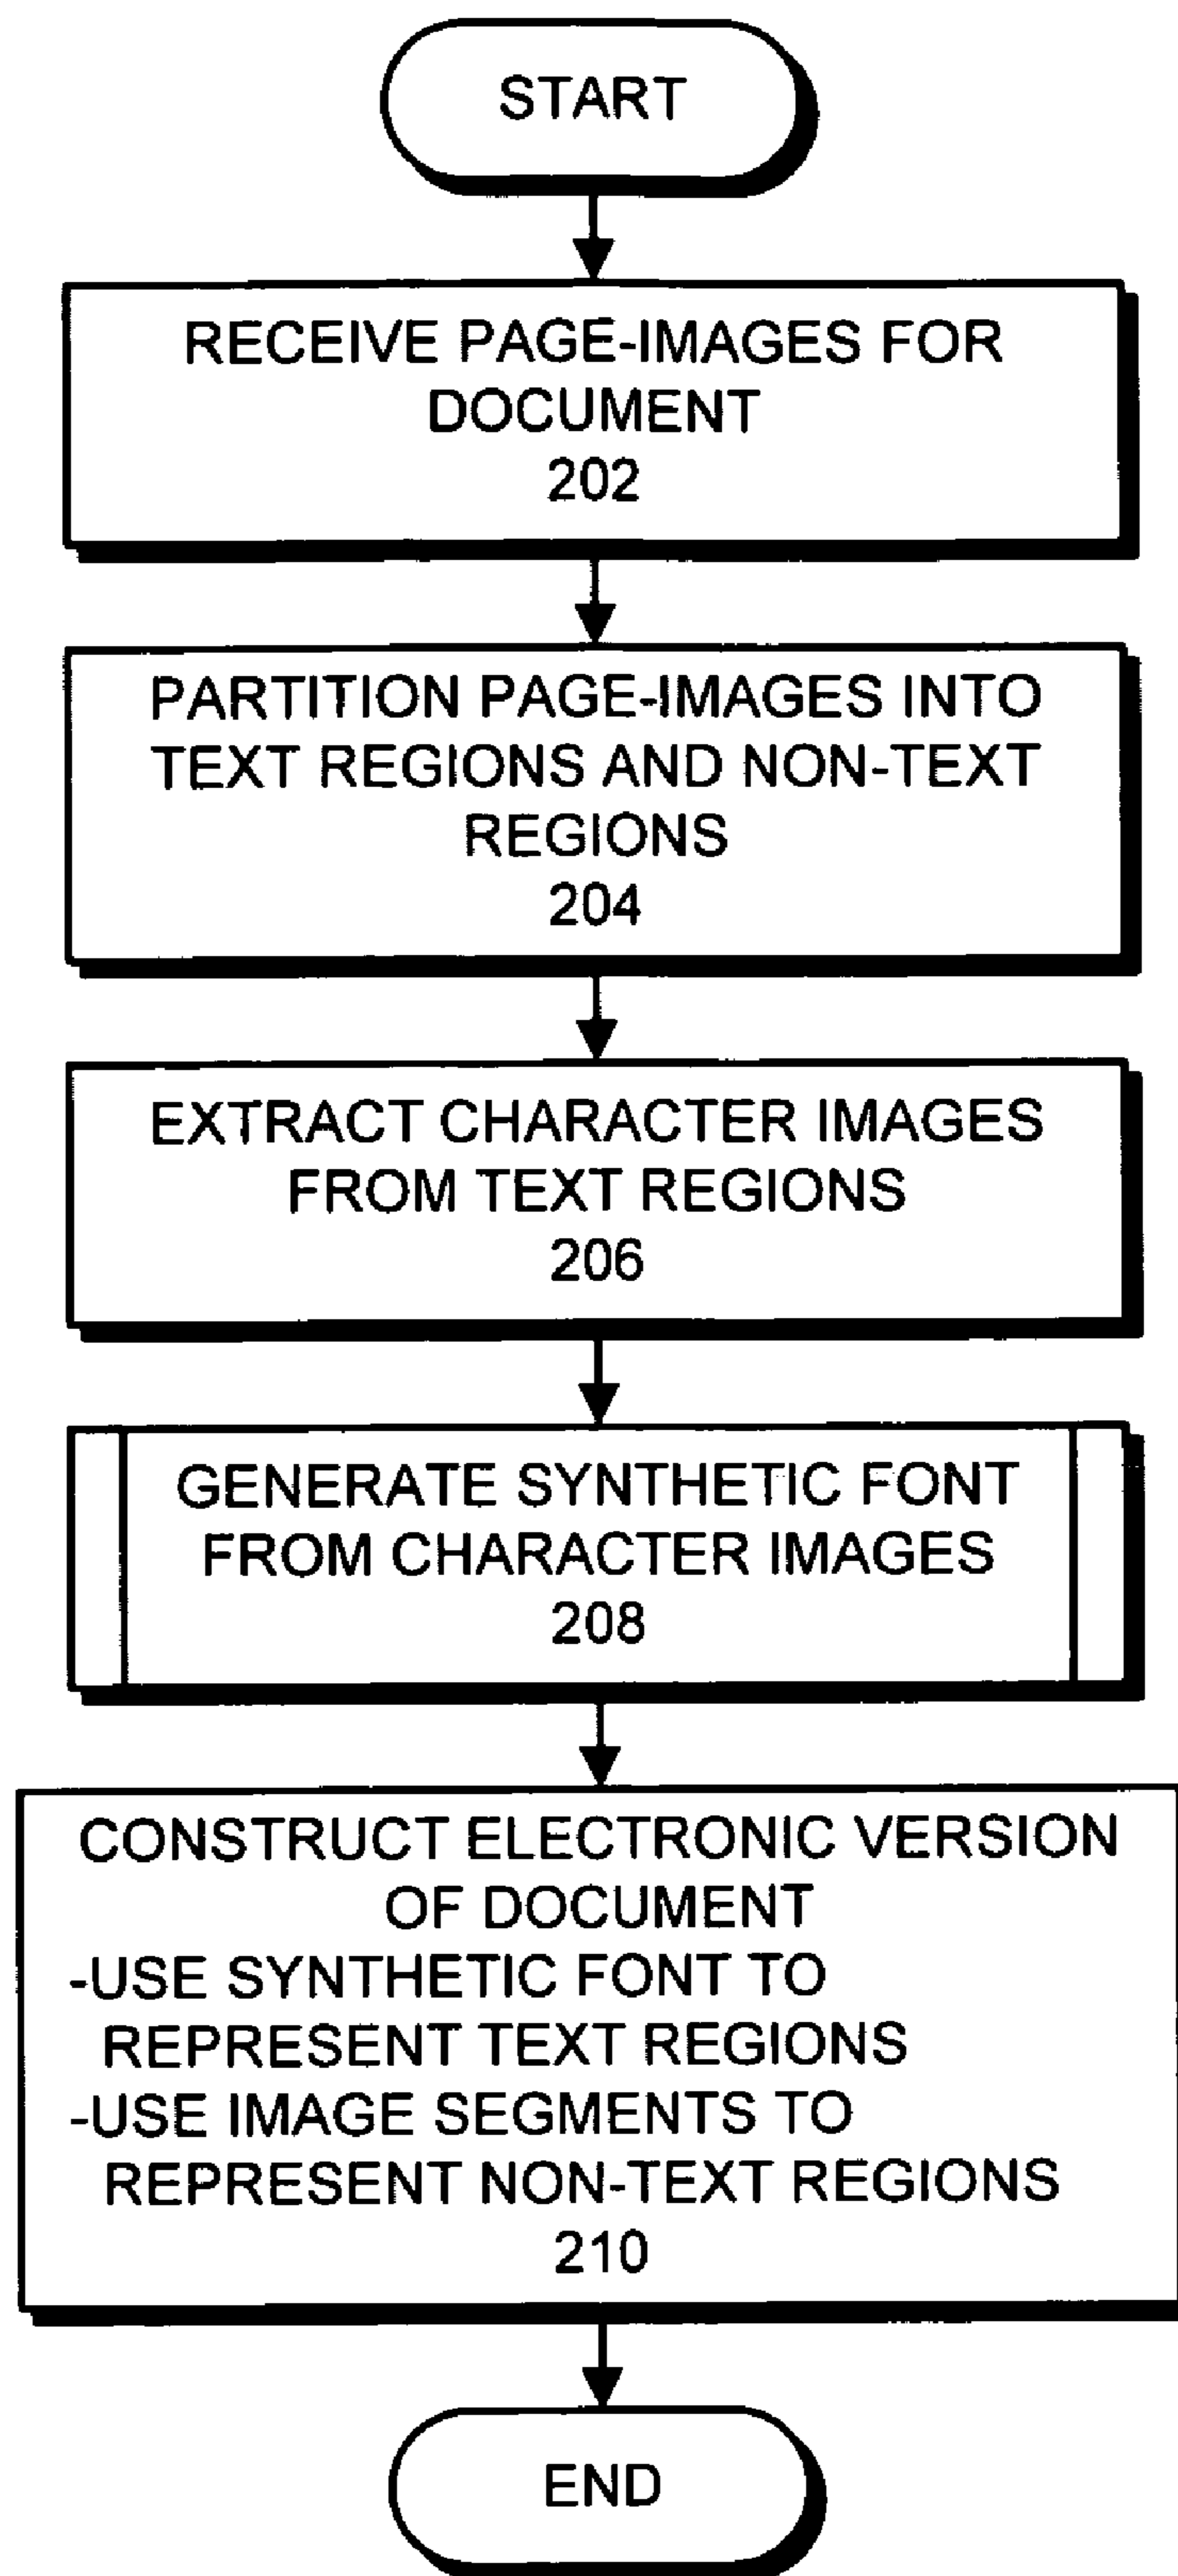 START
RECEIVE PAGE-IMAGES FOR
DOCUMENT
202
PARTITION PAGE-IMAGES INTO
TEXT REGIONS AND NON-TEXT
REGIONS
204
EXTRACT CHARACTER IMAGES
FROM TEXT REGIONS
206
GENERATE SYNTHETIC FONT
FROM CHARACTER IMAGES
208
CONSTRUCT ELECTRONIC VERSION
OF DOCUMENT
-USE SYNTHETIC FONT TO
REPRESENT TEXT REGIONS
-USE IMAGE SEGMENTS TO
REPRESENT NON-TEXT REGIONS
210
END